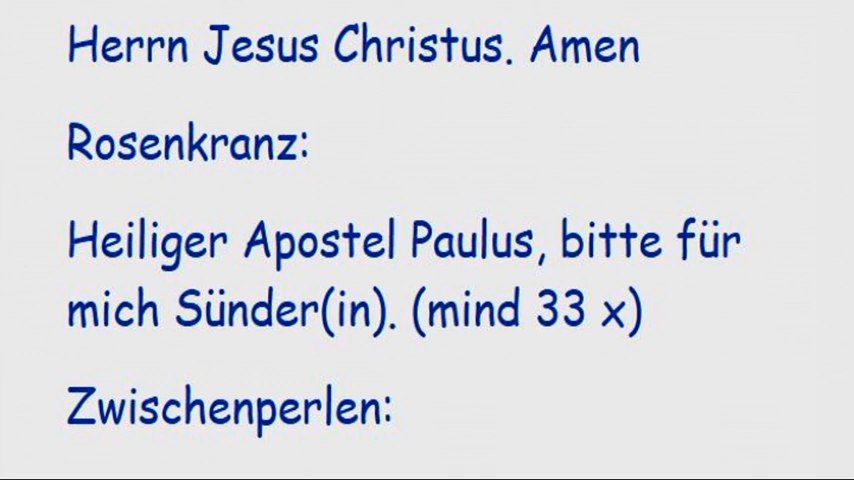 Herrn Jesus Christus. Amen
Rosenkranz:
Heiliger Apostel Paulus, bitte für
mich Sünder(in). (mind 33 x)
Zwischenperlen: